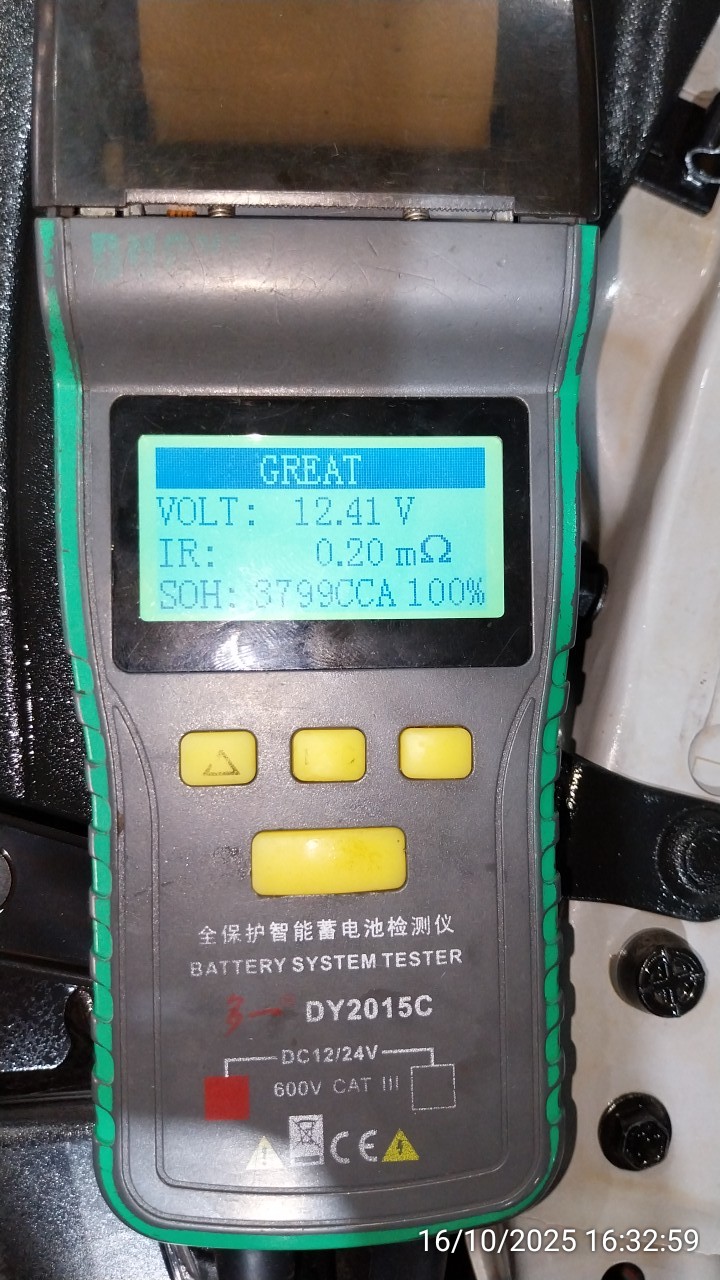 GREAT
VOLT: 12.41 V
IR: 0.20 mΩ
SOH: 3799CCA 100%
全保护智能蓄电池检测仪
BATTERY SYSTEM TESTER
DY2015C
DC12/24V
600V CAT III
CE
16/10/2025 16:32:59